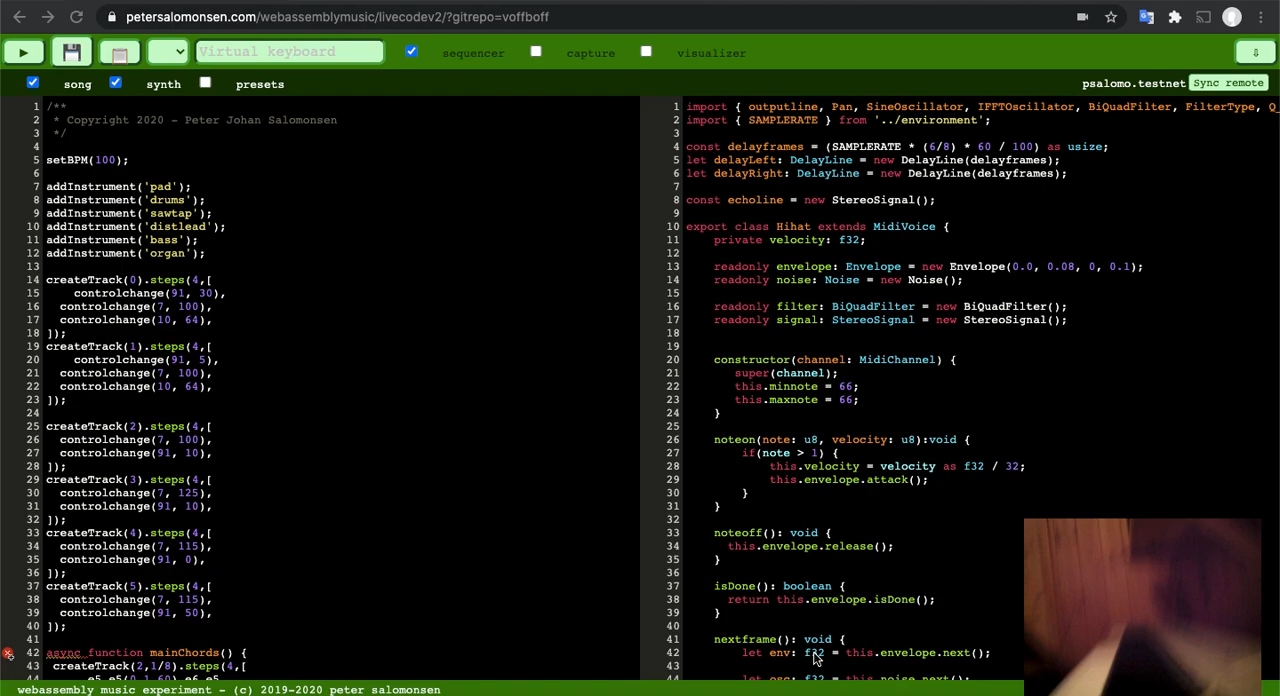 petersalomonsen.com/webassemblymusic/livecodev2/?gitrepo=voffboff
Virtual keyboard
sequencer
capture
visualizer
song
synth
presets
psalomo.testnet
Sync remote
1 /**
2 * Copyright 2020 - Peter Johan Salomonsen
3 */
4
5 setBPM(100);
6
7 addInstrument('pad');
8 addInstrument('drums');
9 addInstrument('sawtap');
10 addInstrument('distlead');
11 addInstrument('bass');
12 addInstrument('organ');
13
14 createTrack(0).steps(4,[
15 controlchange(91, 30),
16 controlchange(7, 100),
17 controlchange(10, 64),
18 ]);
19 createTrack(1).steps(4,[
20 controlchange(91, 5),
21 controlchange(7, 100),
22 controlchange(10, 64),
23 ]);
24
25 createTrack(2).steps(4,[
26 controlchange(7, 100),
27 controlchange(91, 10),
28 ]);
29 createTrack(3).steps(4,[
30 controlchange(7, 125),
31 controlchange(91, 10),
32 ]);
33 createTrack(4).steps(4,[
34 controlchange(7, 115),
35 controlchange(91, 0),
36 ]);
37 createTrack(5).steps(4,[
38 controlchange(7, 115),
39 controlchange(91, 50),
40 ]);
41
42 async function mainChords() {
43 createTrack(2,1/8).steps(4,[
1 import { outputline, Pan, SineOscillator, IFFTOscillator, BiQuadFilter, FilterType, Q_
2 import { SAMPLERATE } from '../environment';
3
4 const delayframes = (SAMPLERATE * (6/8) * 60 / 100) as usize;
5 let delayLeft: DelayLine = new DelayLine(delayframes);
6 let delayRight: DelayLine = new DelayLine(delayframes);
7
8 const echoline = new StereoSignal();
9
10 export class Hihat extends MidiVoice {
11 private velocity: f32;
12
13 readonly envelope: Envelope = new Envelope(0.0, 0.08, 0, 0.1);
14 readonly noise: Noise = new Noise();
15
16 readonly filter: BiQuadFilter = new BiQuadFilter();
17 readonly signal: StereoSignal = new StereoSignal();
18
19
20 constructor(channel: MidiChannel) {
21 super(channel);
22 this.minnote = 66;
23 this.maxnote = 66;
24 }
25
26 noteon(note: u8, velocity: u8):void {
27 if(note > 1) {
28 this.velocity = velocity as f32 / 32;
29 this.envelope.attack();
30 }
31 }
32
33 noteoff(): void {
34 this.envelope.release();
35 }
36
37 isDone(): boolean {
38 return this.envelope.isDone();
39 }
40
41 nextframe(): void {
42 let env: f32 = this.envelope.next();
43
webassembly music experiment - (c) 2019-2020 peter salomonsen